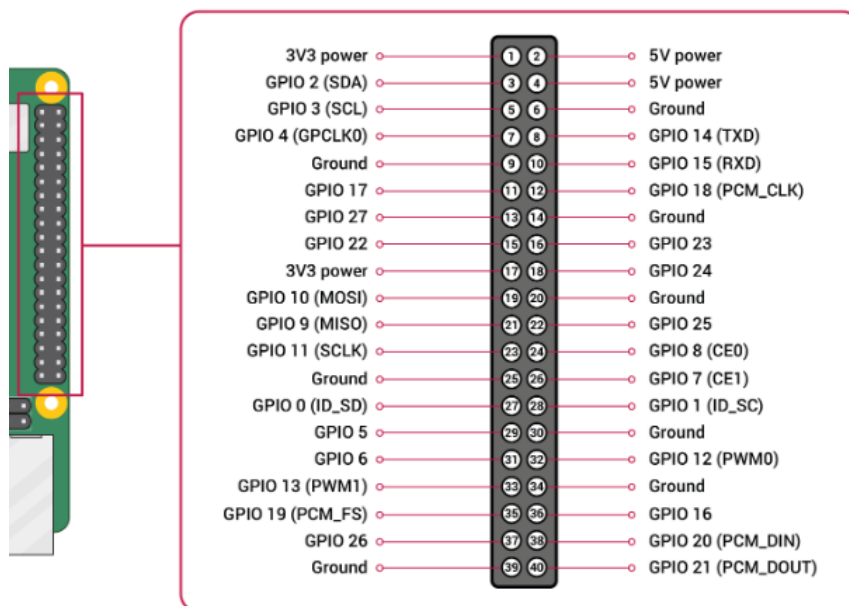 3V3 power 1 2 5V power
GPIO 2 (SDA) 3 4 5V power
GPIO 3 (SCL) 5 6 Ground
GPIO 4 (GPCLK0) 7 8 GPIO 14 (TXD)
Ground 9 10 GPIO 15 (RXD)
GPIO 17 11 12 GPIO 18 (PCM_CLK)
GPIO 27 13 14 Ground
GPIO 22 15 16 GPIO 23
3V3 power 17 18 GPIO 24
GPIO 10 (MOSI) 19 20 Ground
GPIO 9 (MISO) 21 22 GPIO 25
GPIO 11 (SCLK) 23 24 GPIO 8 (CE0)
Ground 25 26 GPIO 7 (CE1)
GPIO 0 (ID_SD) 27 28 GPIO 1 (ID_SC)
GPIO 5 29 30 Ground
GPIO 6 31 32 GPIO 12 (PWM0)
GPIO 13 (PWM1) 33 34 Ground
GPIO 19 (PCM_FS) 35 36 GPIO 16
GPIO 26 37 38 GPIO 20 (PCM_DIN)
Ground 39 40 GPIO 21 (PCM_DOUT)